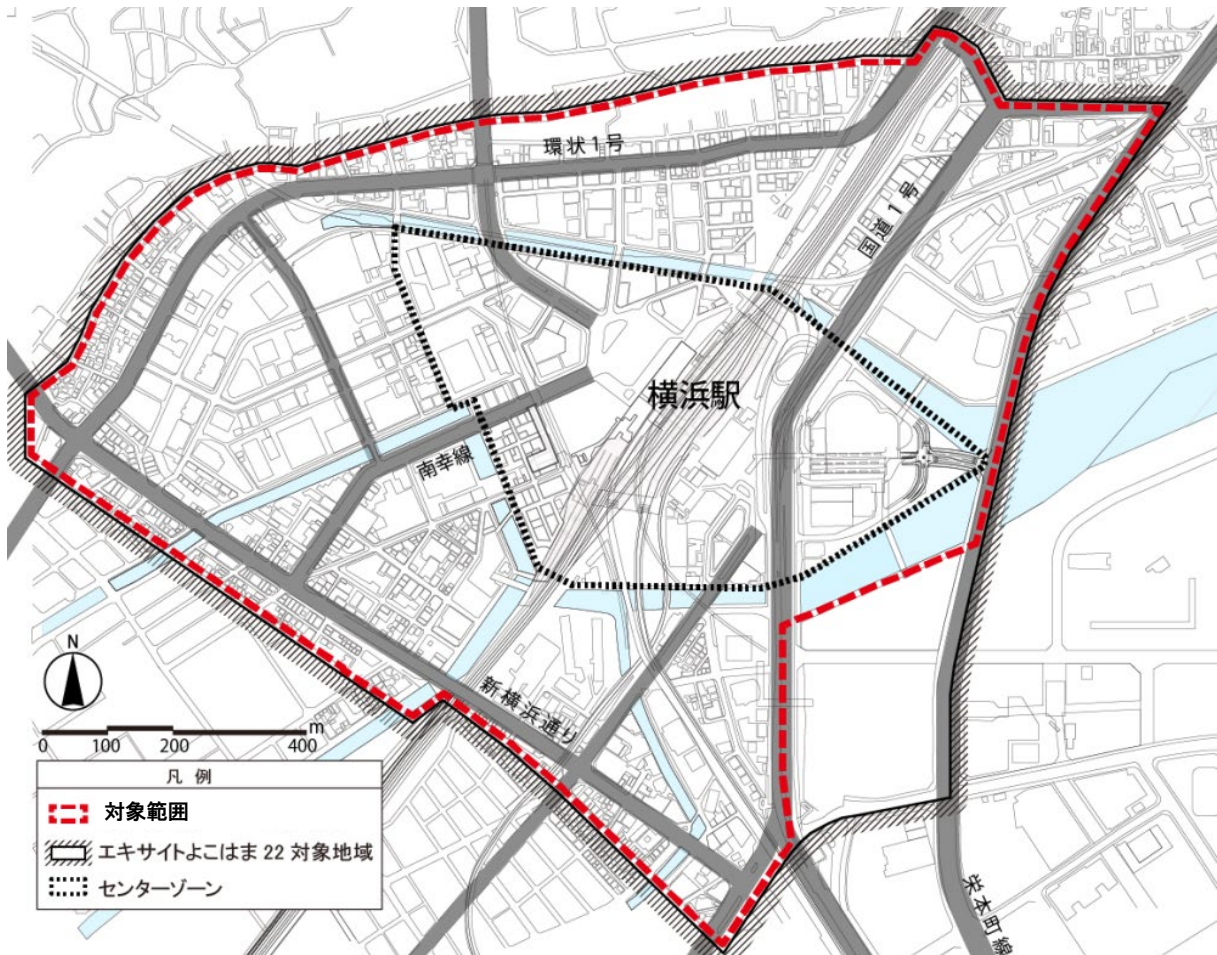 環状1号
国道1号
横浜駅
南幸線
新横浜通り
栄本町線
N
0 100 200 400 m
凡例
対象範囲
エキサイトよこはま 22 対象地域
センターゾーン